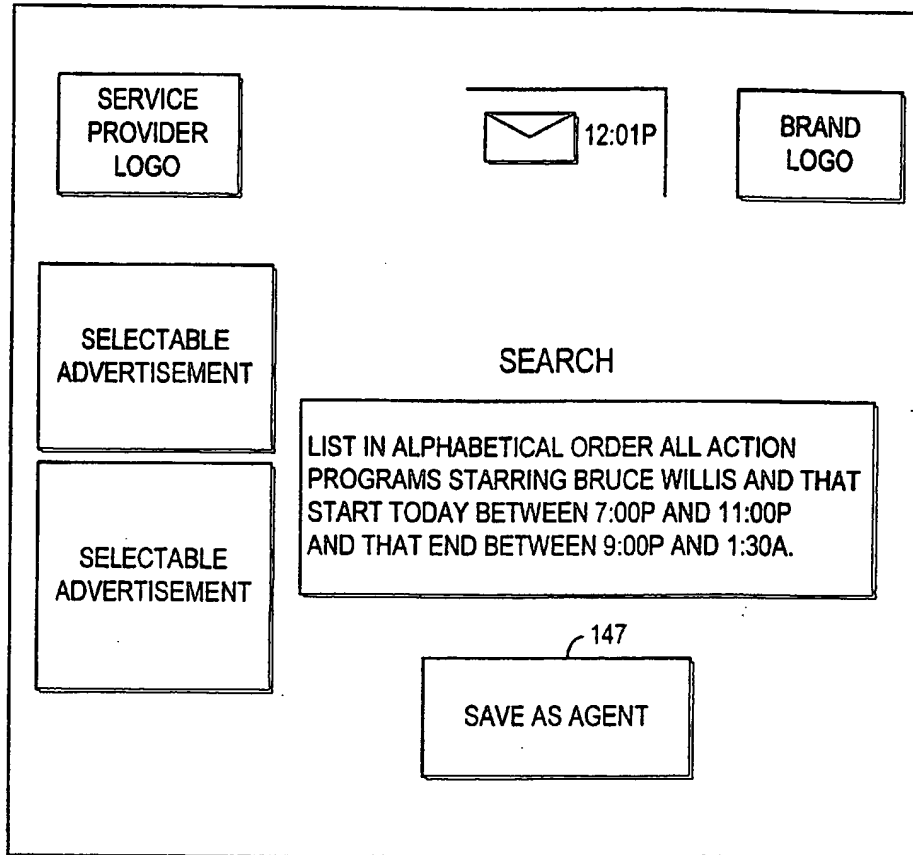 SERVICE
PROVIDER
LOGO
12:01P
BRAND
LOGO
SELECTABLE
ADVERTISEMENT
SEARCH
LIST IN ALPHABETICAL ORDER ALL ACTION
PROGRAMS STARRING BRUCE WILLIS AND THAT
START TODAY BETWEEN 7:00P AND 11:00P
AND THAT END BETWEEN 9:00P AND 1:30A.
SELECTABLE
ADVERTISEMENT
147
SAVE AS AGENT